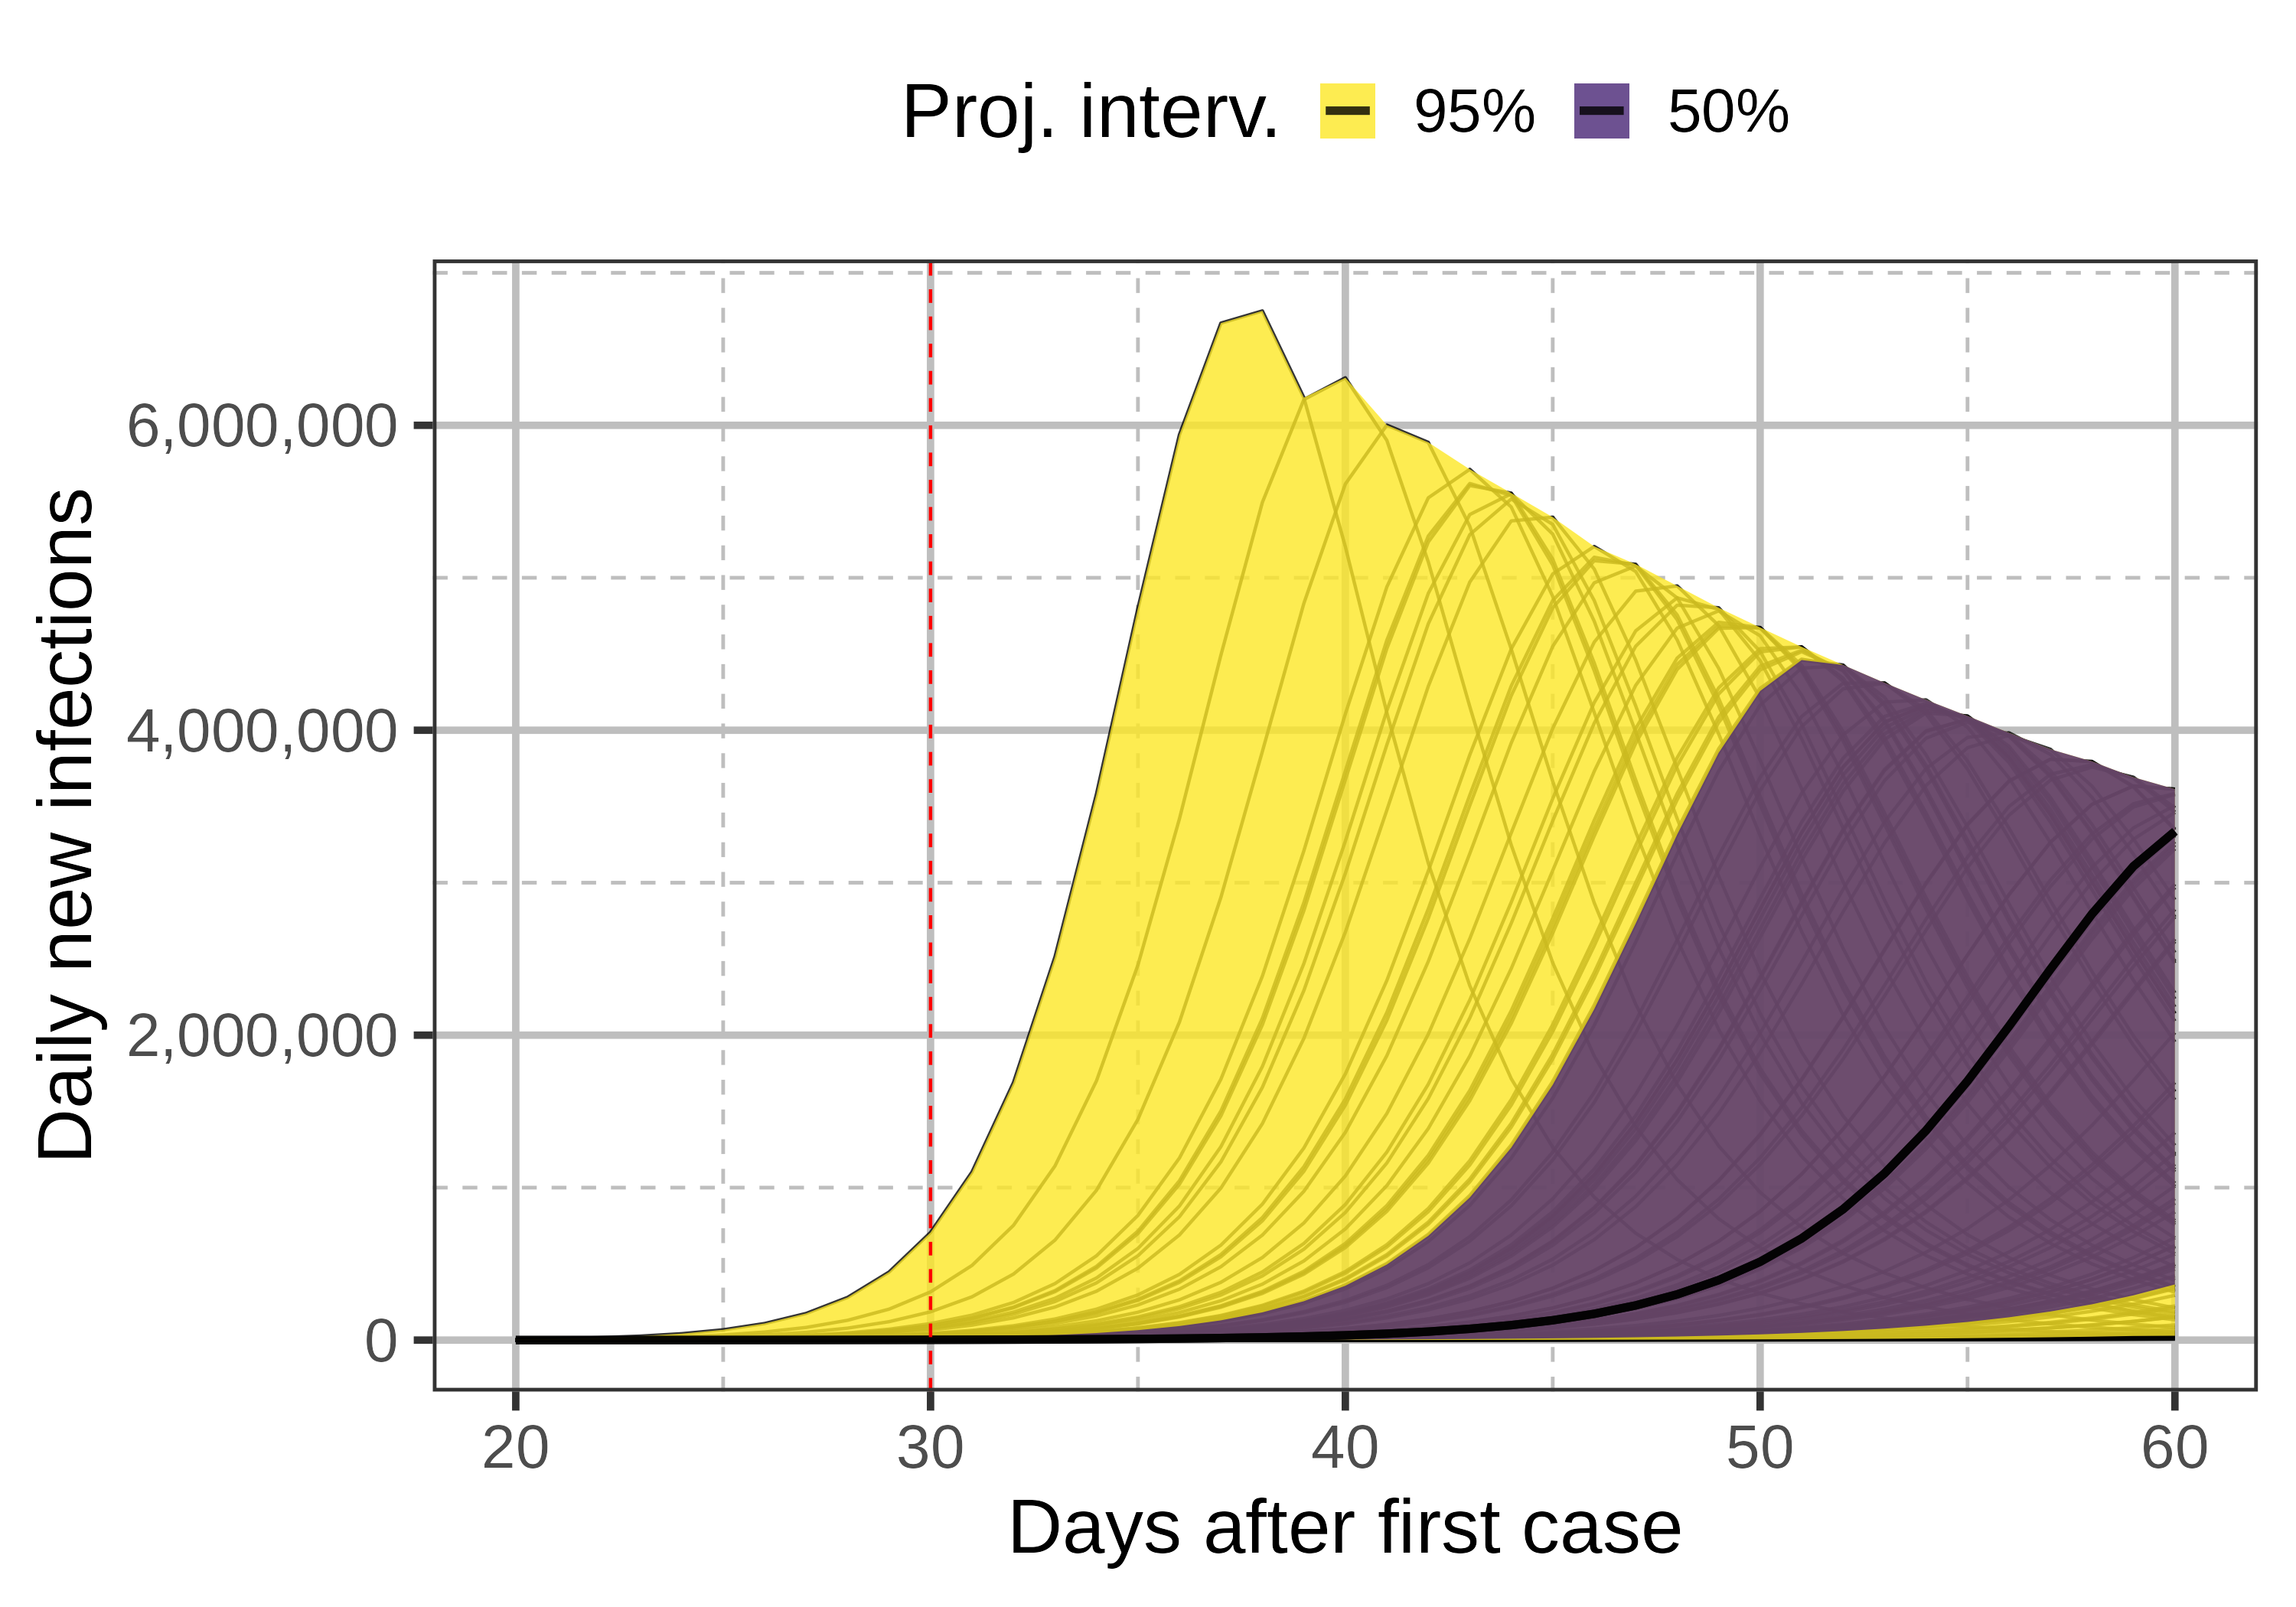 Proj. interv. 95% 50%
Daily new infections
6,000,000
4,000,000
2,000,000
0
20 30 40 50 60
Days after first case